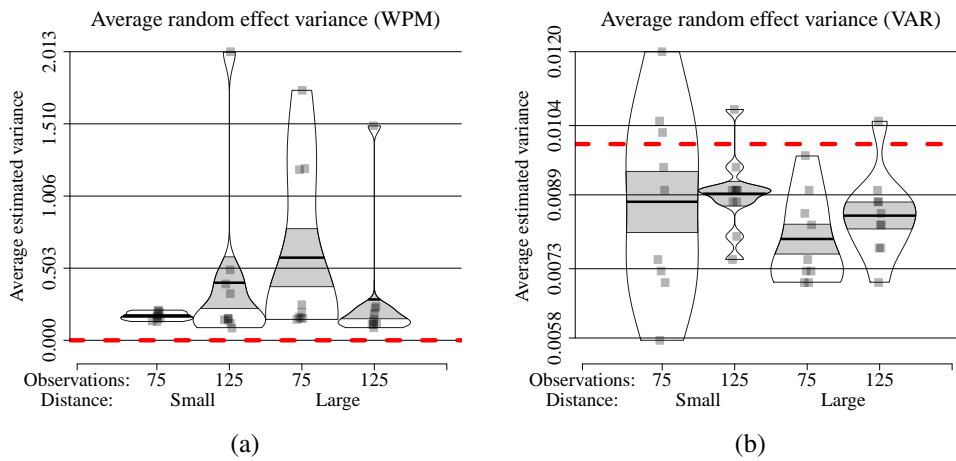 Average random effect variance (WPM)
Average estimated variance
2.013
1.510
1.006
0.503
0.000
Observations: 75 125 75 125
Distance: Small Large
(a)
Average random effect variance (VAR)
Average estimated variance
0.0120
0.0104
0.0089
0.0073
0.0058
Observations: 75 125 75 125
Distance: Small Large
(b)